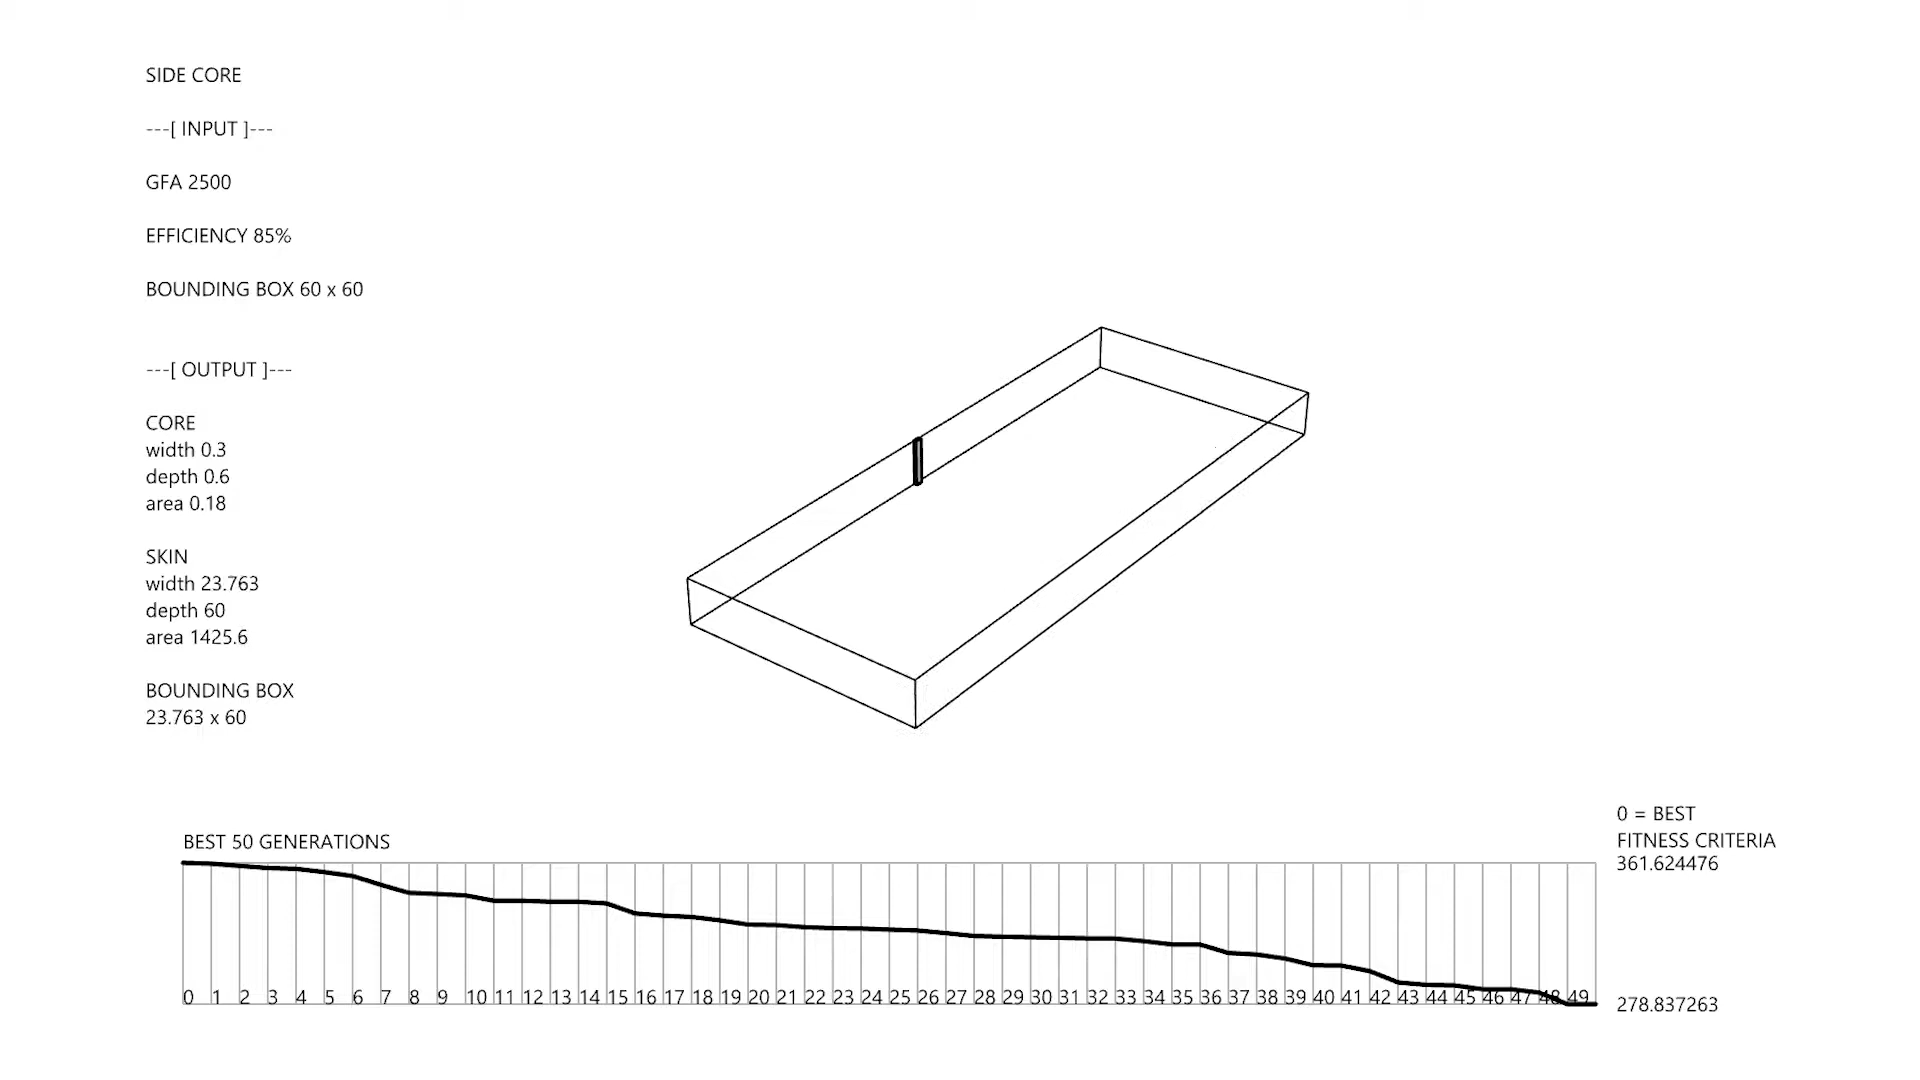 SIDE CORE
---[ INPUT ]---
GFA 2500
EFFICIENCY 85%
BOUNDING BOX 60 x 60
---[ OUTPUT ]---
CORE
width 0.3
depth 0.6
area 0.18
SKIN
width 23.763
depth 60
area 1425.6
BOUNDING BOX
23.763 x 60
0 = BEST
FITNESS CRITERIA
361.624476
BEST 50 GENERATIONS
0 1 2 3 4 5 6 7 8 9 10 11 12 13 14 15 16 17 18 19 20 21 22 23 24 25 26 27 28 29 30 31 32 33 34 35 36 37 38 39 40 41 42 43 44 45 46 47 48 49
278.837263